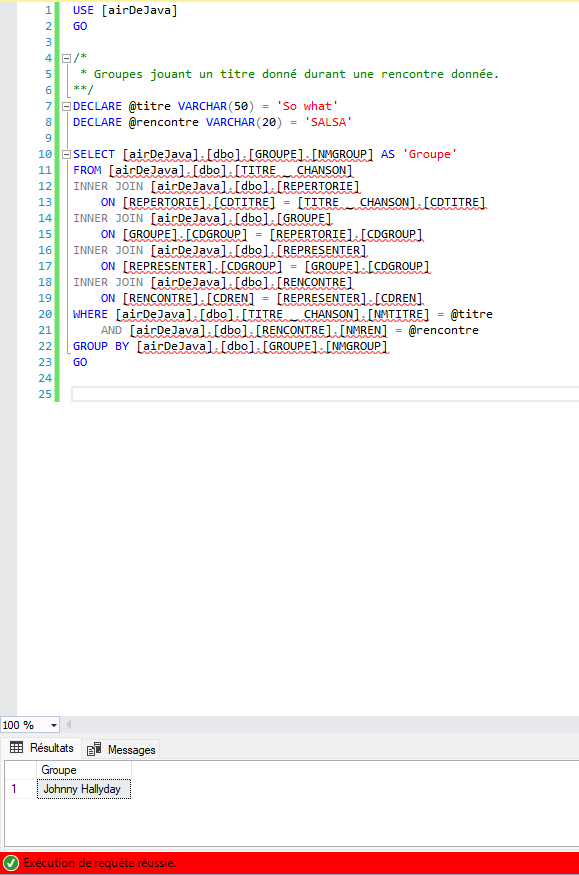 1 USE [airDeJava]
2 GO
3
4 /*
5 * Groupes jouant un titre donné durant une rencontre donnée.
6 **/
7 DECLARE @titre VARCHAR(50) = 'So what'
8 DECLARE @rencontre VARCHAR(20) = 'SALSA'
9
10 SELECT [airDeJava].[dbo].[GROUPE].[NMGROUP] AS 'Groupe'
11 FROM [airDeJava].[dbo].[TITRE _ CHANSON]
12 INNER JOIN [airDeJava].[dbo].[REPERTORIE]
13 ON [REPERTORIE].[CDTITRE] = [TITRE _ CHANSON].[CDTITRE]
14 INNER JOIN [airDeJava].[dbo].[GROUPE]
15 ON [GROUPE].[CDGROUP] = [REPERTORIE].[CDGROUP]
16 INNER JOIN [airDeJava].[dbo].[REPRESENTER]
17 ON [REPRESENTER].[CDGROUP] = [GROUPE].[CDGROUP]
18 INNER JOIN [airDeJava].[dbo].[RENCONTRE]
19 ON [RENCONTRE].[CDREN] = [REPRESENTER].[CDREN]
20 WHERE [airDeJava].[dbo].[TITRE _ CHANSON].[NMTITRE] = @titre
21 AND [airDeJava].[dbo].[RENCONTRE].[NMREN] = @rencontre
22 GROUP BY [airDeJava].[dbo].[GROUPE].[NMGROUP]
23 GO
24
25
100 %
Résultats Messages
Groupe
1 Johnny Hallyday
Exécution de requête réussie.